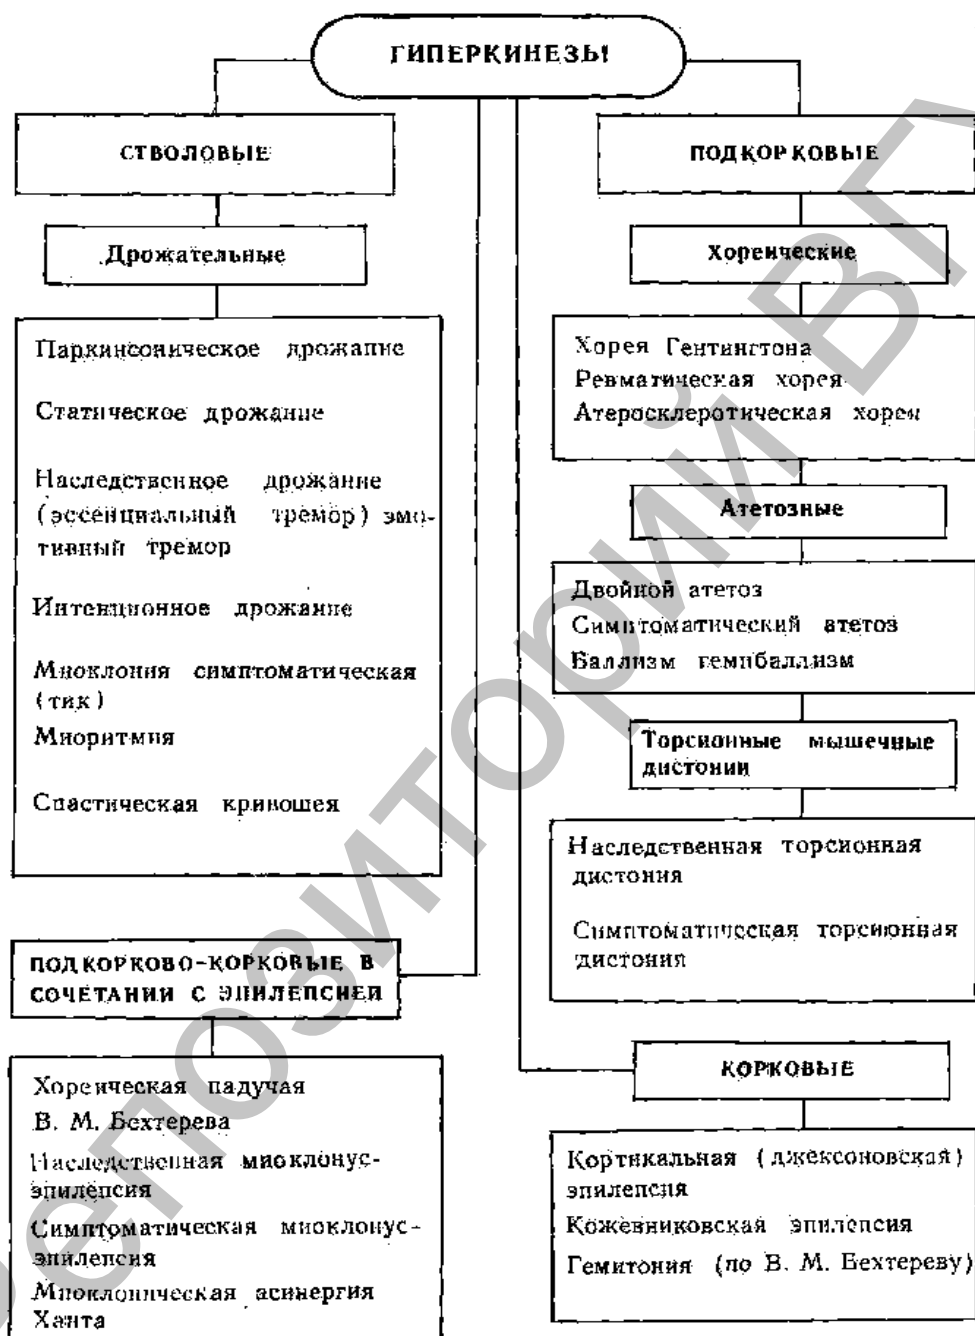 ГИПЕРКИНЕЗЫ
СТВОЛОВЫЕ
Дрожательные
Паркинсоническое дрожание
Статическое дрожание
Наследственное дрожание
(эссенциальный тремор) эмо-
тивный тремор
Интенционное дрожание
Миоклония симптоматическая
(тик)
Миоритмия
Спастическая кривошея
ПОДКОРКОВО-КОРКОВЫЕ В
СОЧЕТАНИИ С ЭПИЛЕПСИЕЙ
Хореическая падучая
В. М. Бехтерева
Наследственная миоклонус-
эпилепсия
Симптоматическая миоклонус-
эпилепсия
Миоклоническая асинергия
Ханта
ПОДКОРКОВЫЕ
Хореические
Хорея Гентингтона
Ревматическая хорея
Атеросклеротическая хорея
Атетозные
Двойной атетоз
Симптоматический атетоз
Баллизм гемибаллизм
Торсионные мышечные
дистонии
Наследственная торсионная
дистония
Симптоматическая торсионная
дистония
КОРКОВЫЕ
Кортикальная (джексоновская)
эпилепсия
Кожевниковская эпилепсия
Гемитония (по В. М. Бехтереву)
епозиторий ВГ